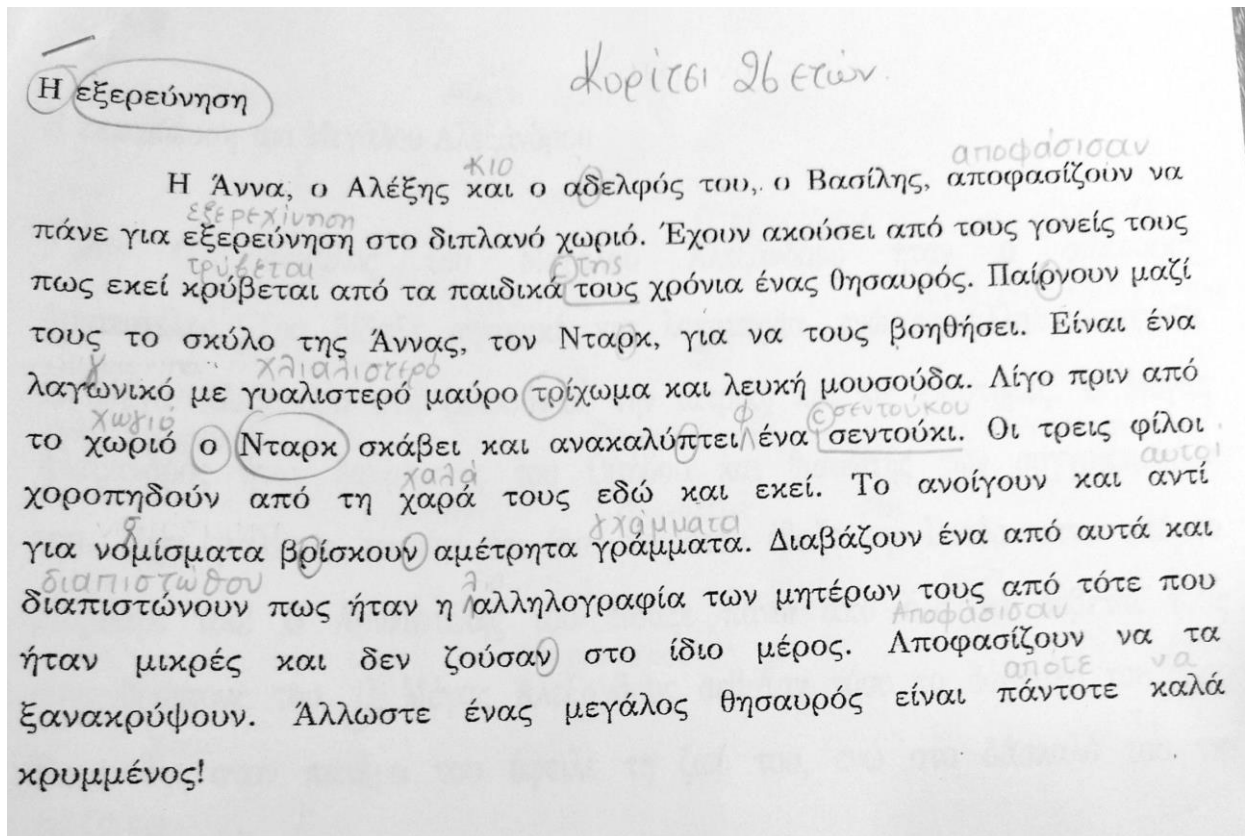 Κορίτσι 26 ετών.
Η εξερεύνηση
κιο αποφάσισαν
Η Άννα, ο Αλέξης και ο αδελφός του, ο Βασίλης, αποφασίζουν να
εξερεχίνηση
πάνε για εξερεύνηση στο διπλανό χωριό. Έχουν ακούσει από τους γονείς τους
τρύβεται ς της
πως εκεί κρύβεται από τα παιδικά τους χρόνια ένας θησαυρός. Παίρνουν μαζί
τους το σκύλο της Άννας, τον Νταρκ, για να τους βοηθήσει. Είναι ένα
χλιαλιστερό
λαγωνικό με γυαλιστερό μαύρο τρίχωμα και λευκή μουσούδα. Λίγο πριν από
χωγιό φ ς σεντούκου
το χωριό ο Νταρκ σκάβει και ανακαλύπτει ένα σεντούκι. Οι τρεις φίλοι
χαλά αυτοί
χοροπηδούν από τη χαρά τους εδώ και εκεί. Το ανοίγουν και αντί
χχάμματα
για νομίσματα βρίσκουν αμέτρητα γράμματα. Διαβάζουν ένα από αυτά και
διαπιστώθου λ
διαπιστώνουν πως ήταν η αλληλογραφία των μητέρων τους από τότε που
Αποφάσισαν
ήταν μικρές και δεν ζούσαν στο ίδιο μέρος. Αποφασίζουν να τα
απότε να
ξανακρύψουν. Άλλωστε ένας μεγάλος θησαυρός είναι πάντοτε καλά
κρυμμένος!